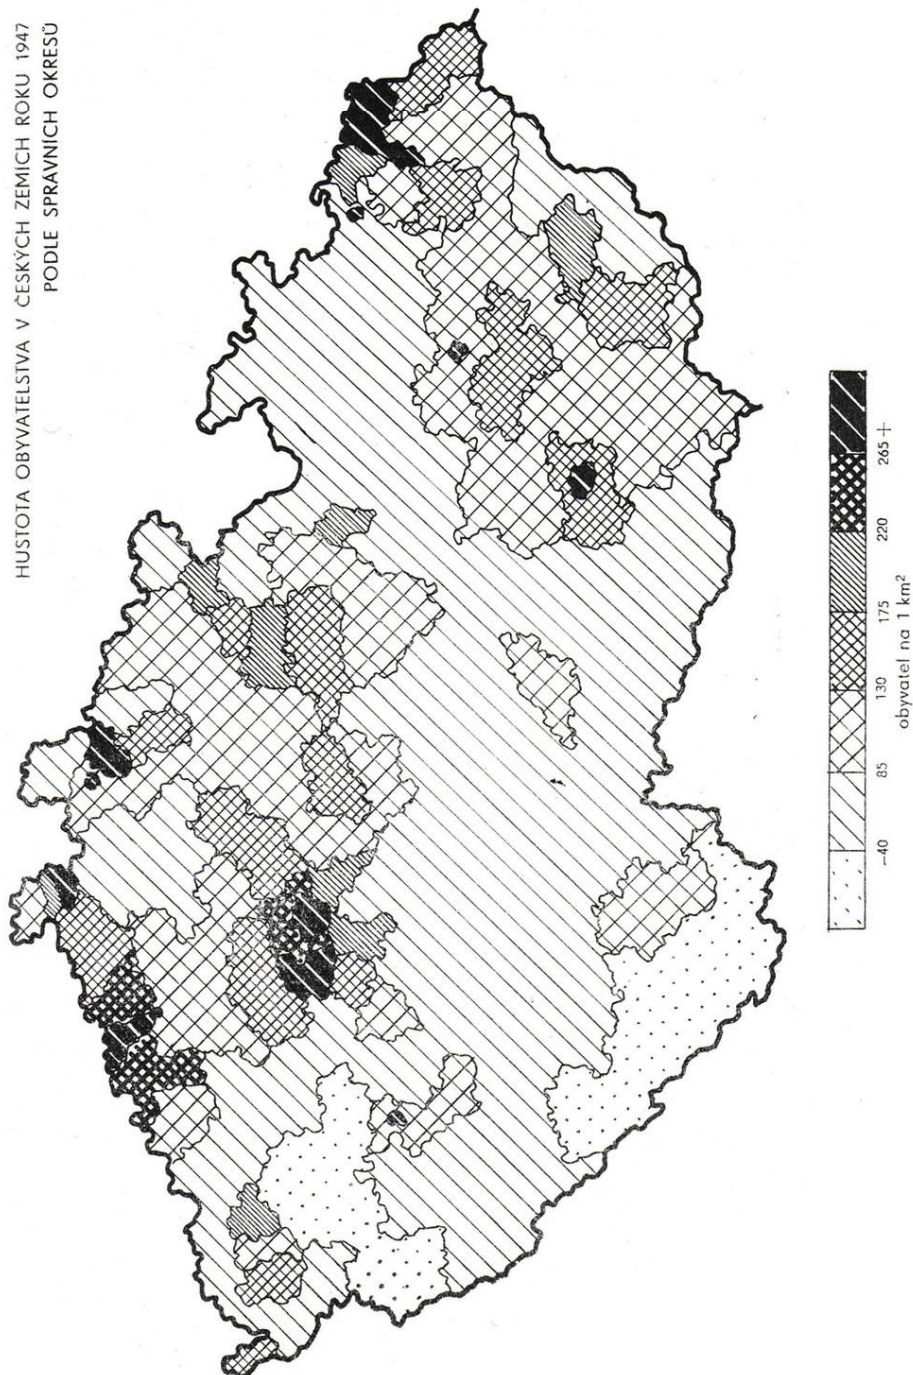 HUSTOTA OBYVATELSTVA V ČESKÝCH ZEMÍCH ROKU 1947
PODLE SPRÁVNÍCH OKRESŮ
—40 85 130 175 220 265+
obyvatel na 1 km²